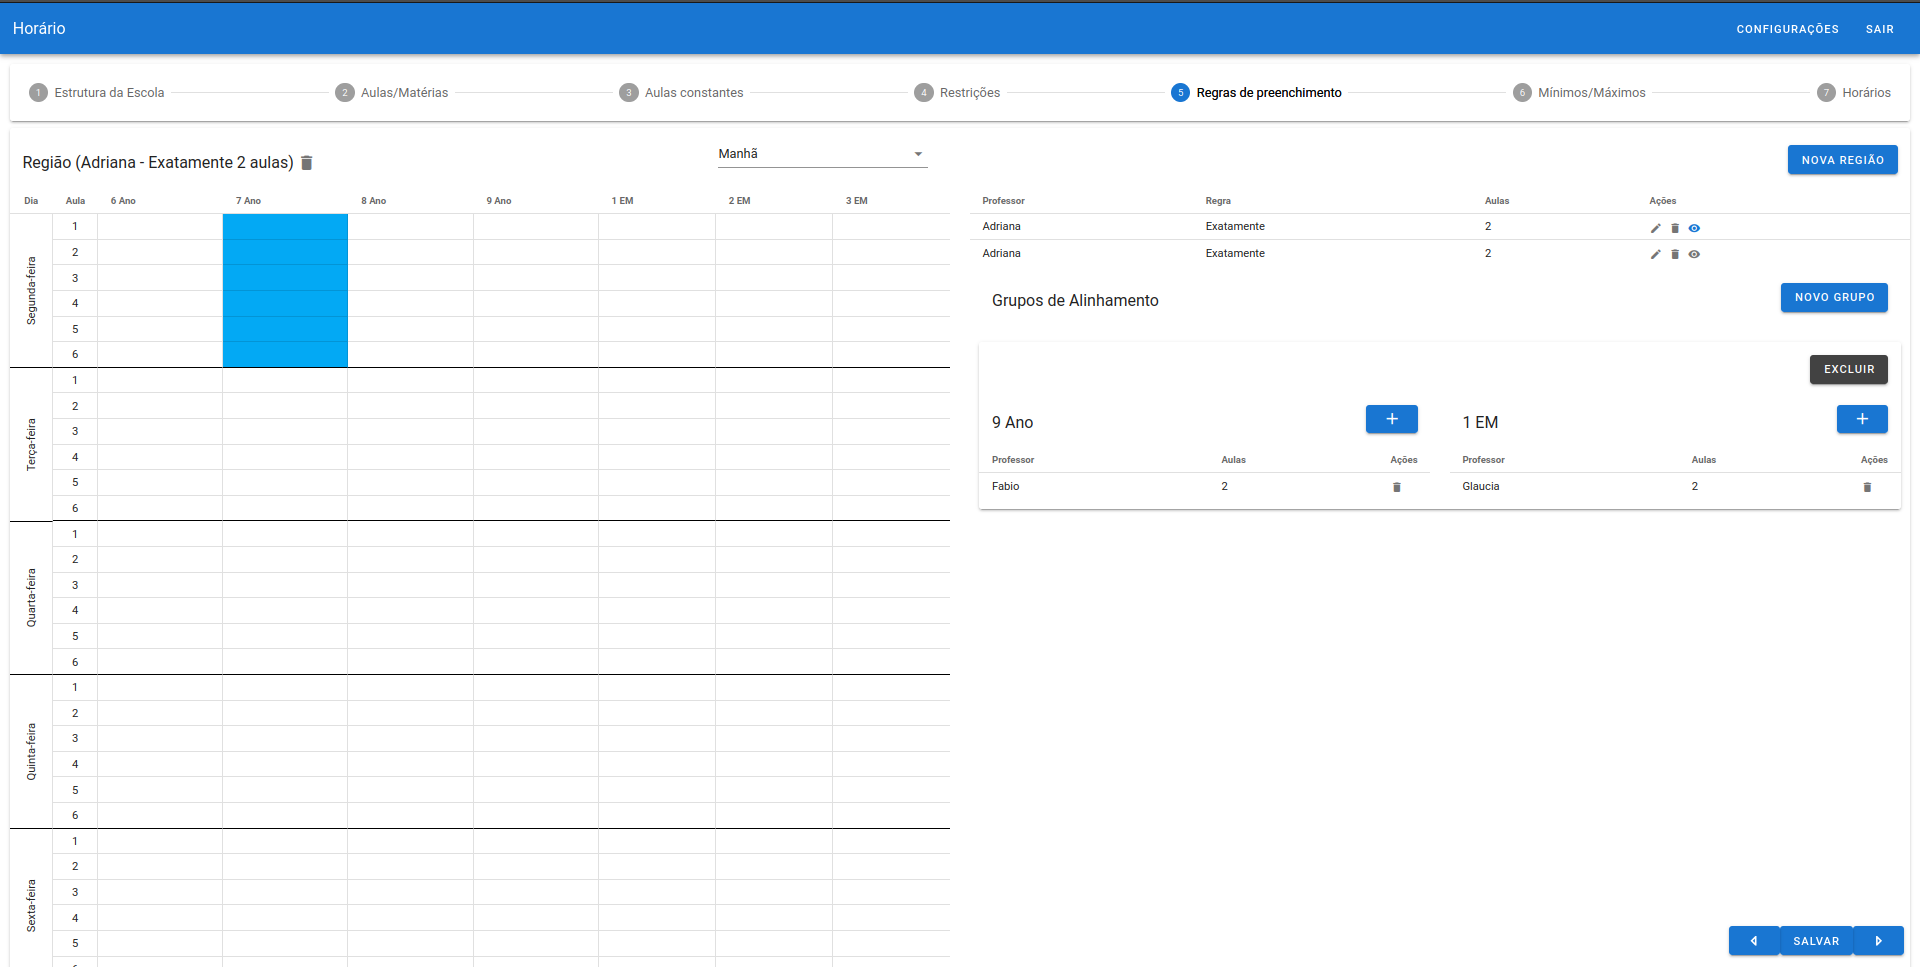 Horário
CONFIGURAÇÕES SAIR
1 Estrutura da Escola 2 Aulas/Matérias 3 Aulas constantes 4 Restrições 5 Regras de preenchimento 6 Mínimos/Máximos 7 Horários
Região (Adriana - Exatamente 2 aulas)
Manhã
Dia Aula 6 Ano 7 Ano 8 Ano 9 Ano 1 EM 2 EM 3 EM
Segunda-feira
1
2
3
4
5
6
Terça-feira
1
2
3
4
5
6
Quarta-feira
1
2
3
4
5
6
Quinta-feira
1
2
3
4
5
6
Sexta-feira
1
2
3
4
5
NOVA REGIÃO
Professor Regra Aulas Ações
Adriana Exatamente 2
Adriana Exatamente 2
Grupos de Alinhamento
NOVO GRUPO
EXCLUIR
9 Ano
Professor Aulas Ações
Fabio 2
1 EM
Professor Aulas Ações
Glaucia 2
SALVAR